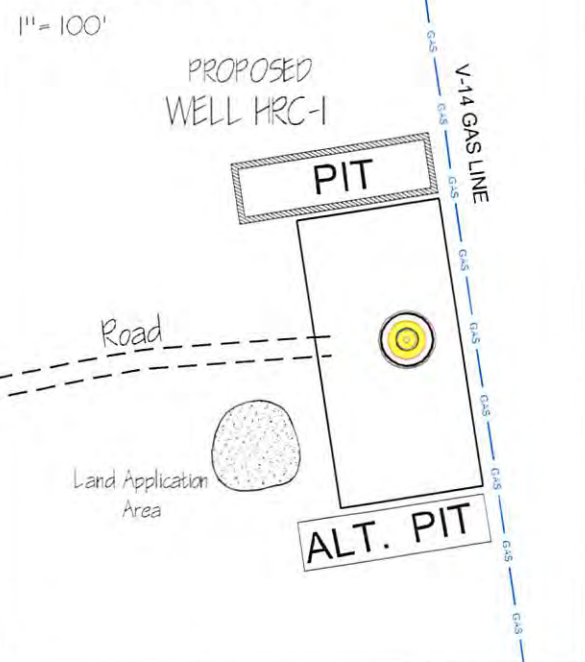 1"= 100'
PROPOSED
WELL HRC-1
V-14 GAS LINE
PIT
Road
Land Application
Area
ALT. PIT
GAS
GAS
GAS
GAS
GAS
GAS
GAS
GAS
GAS